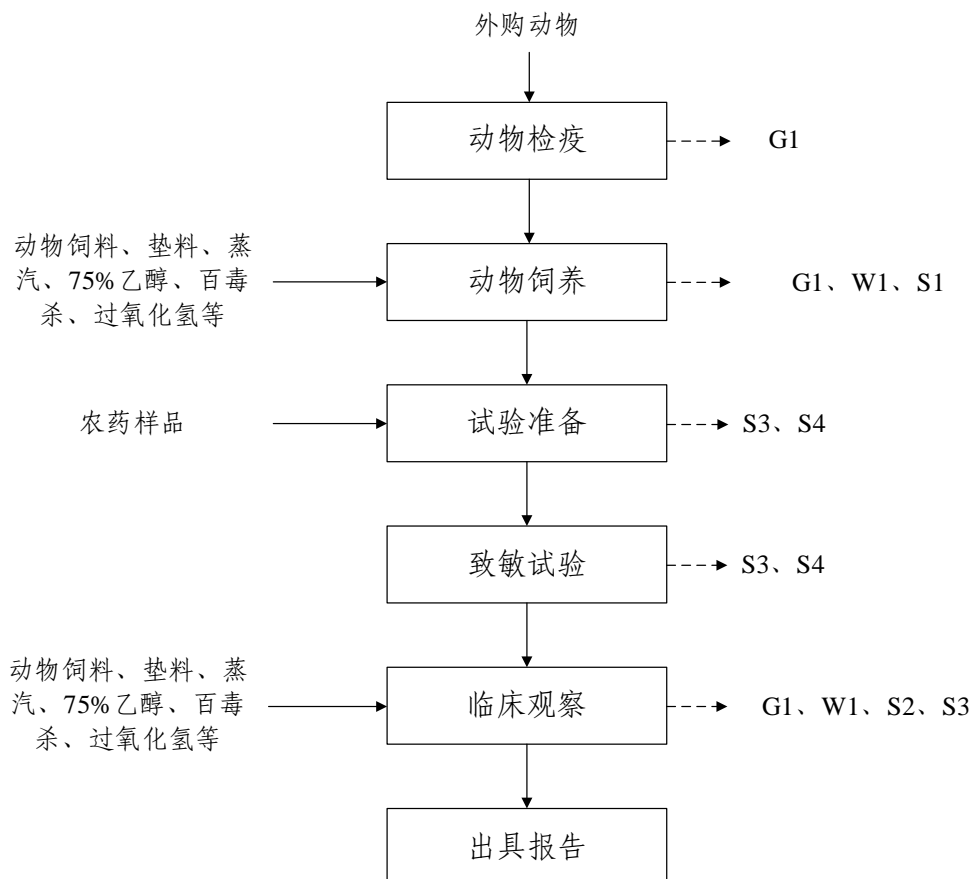 外购动物
动物检疫
G1
动物饲料、垫料、蒸
汽、75%乙醇、百毒
杀、过氧化氢等
动物饲养
G1、W1、S1
农药样品
试验准备
S3、S4
致敏试验
S3、S4
动物饲料、垫料、蒸
汽、75%乙醇、百毒
杀、过氧化氢等
临床观察
G1、W1、S2、S3
出具报告